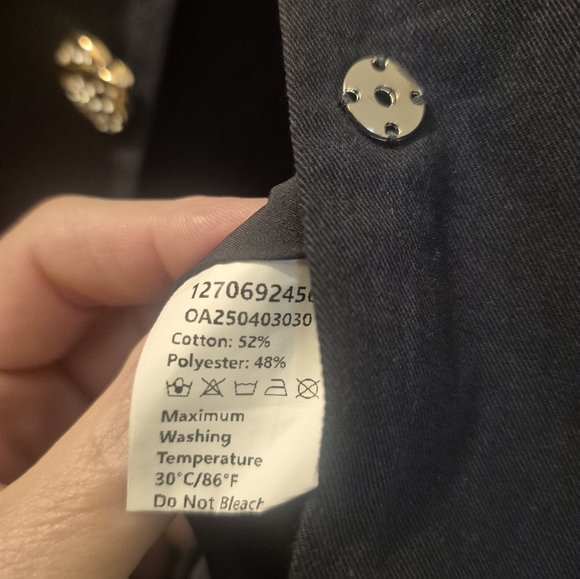 127069245
OA250403030
Cotton: 52%
Polyester: 48%
Maximum
Washing
Temperature
30°C/86°F
Do Not Bleach